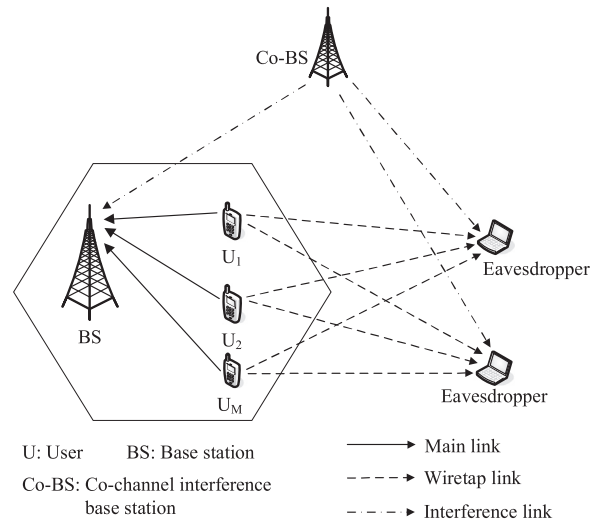 Co-BS
U1
Eavesdropper
BS
U2
Eavesdropper
UM
U: User BS: Base station
Main link
Co-BS: Co-channel interference
base station
Wiretap link
Interference link